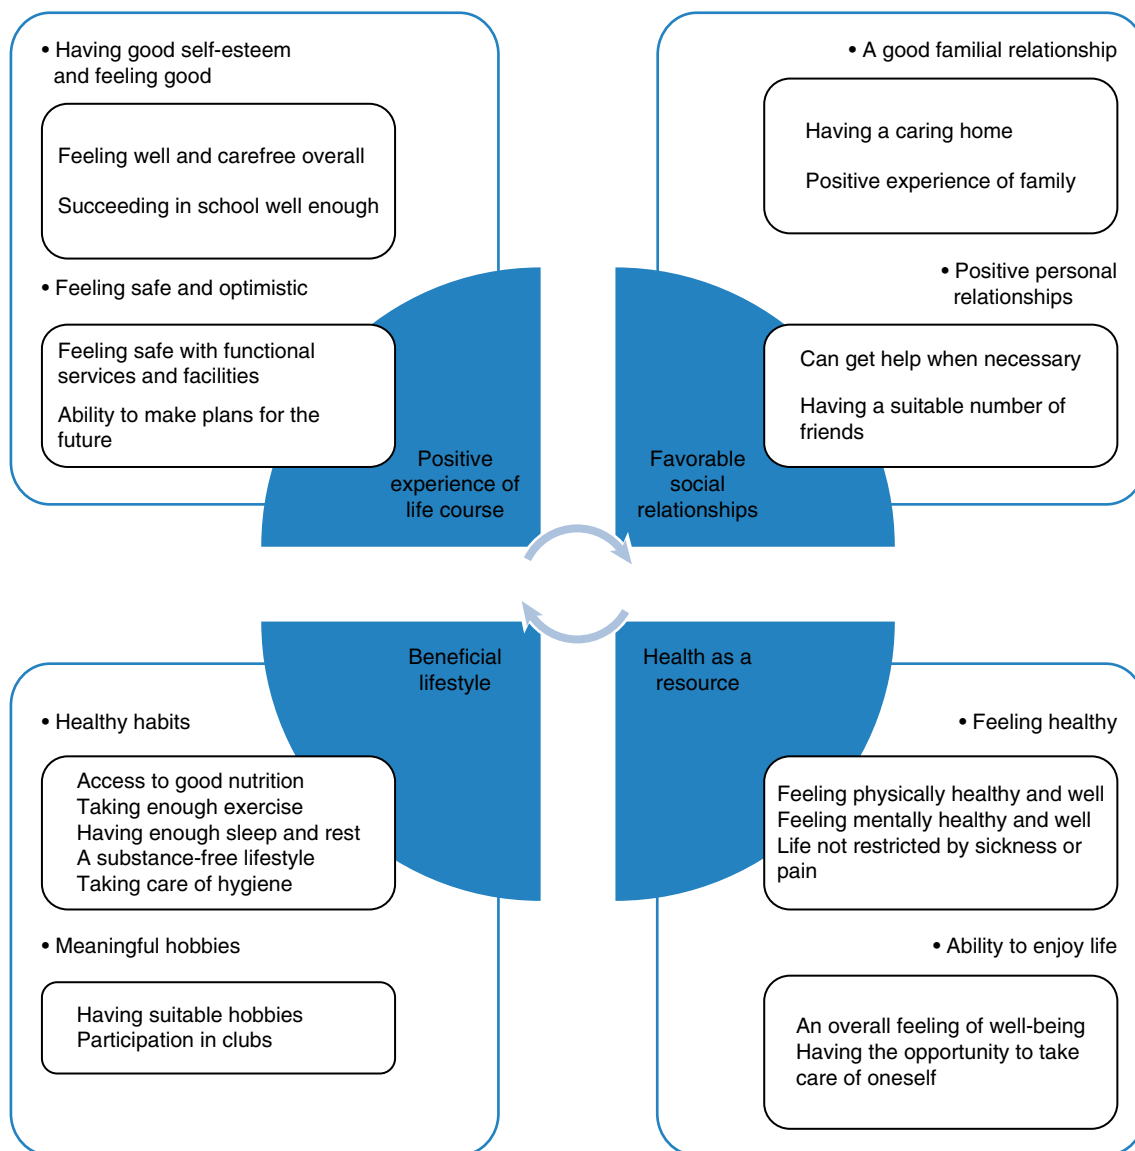 • Having good self-esteem
and feeling good
Feeling well and carefree overall
Succeeding in school well enough
• Feeling safe and optimistic
Feeling safe with functional
services and facilities
Ability to make plans for the
future
Positive
experience of
life course
• A good familial relationship
Having a caring home
Positive experience of family
• Positive personal
relationships
Can get help when necessary
Having a suitable number of
friends
Favorable
social
relationships
Beneficial
lifestyle
• Healthy habits
Access to good nutrition
Taking enough exercise
Having enough sleep and rest
A substance-free lifestyle
Taking care of hygiene
• Meaningful hobbies
Having suitable hobbies
Participation in clubs
Health as a
resource
• Feeling healthy
Feeling physically healthy and well
Feeling mentally healthy and well
Life not restricted by sickness or
pain
• Ability to enjoy life
An overall feeling of well-being
Having the opportunity to take
care of oneself